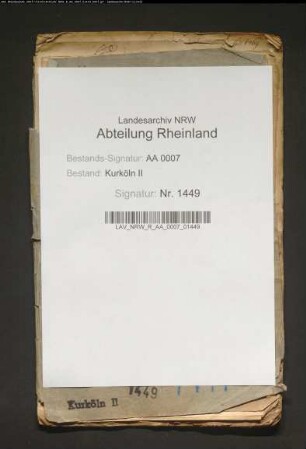 Landesarchiv NRW
Abteilung Rheinland
Bestands-Signatur: AA 0007
Bestand: Kurköln II
Signatur: Nr. 1449
LAV_NRW_R_AA_0007_01449
1449
Kurköln II